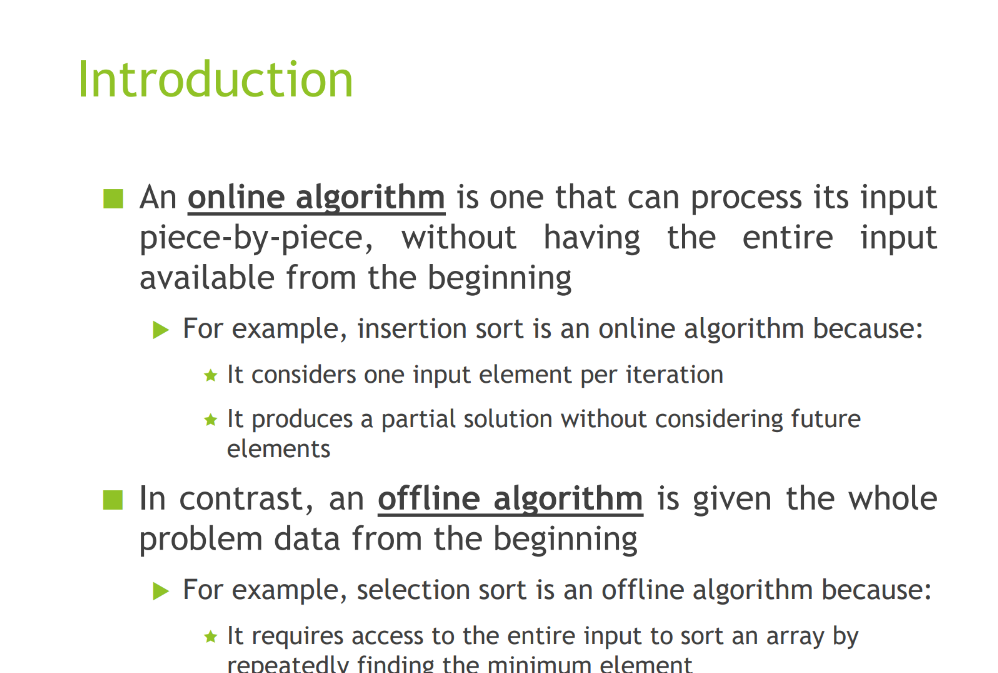 Introduction
An online algorithm is one that can process its input
piece-by-piece, without having the entire input
available from the beginning
For example, insertion sort is an online algorithm because:
It considers one input element per iteration
It produces a partial solution without considering future
elements
In contrast, an offline algorithm is given the whole
problem data from the beginning
For example, selection sort is an offline algorithm because:
It requires access to the entire input to sort an array by
repeatedly finding the minimum element